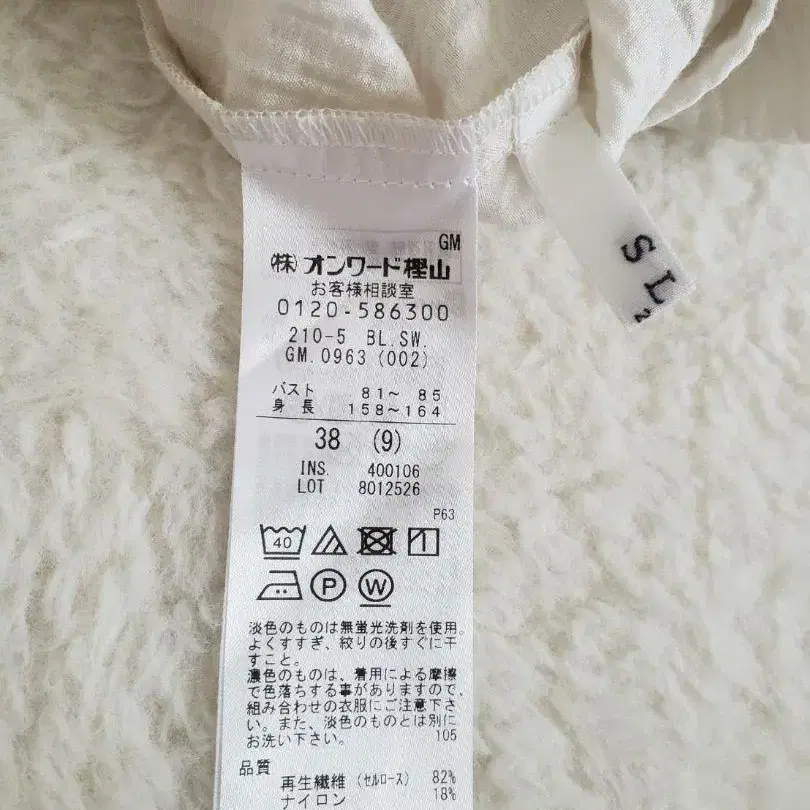 GM
(株)オンワード樫山
お客様相談室
0120-586300
210-5 BL.SW.
GM.0963(002)
バスト 81～ 85
身 長 158～164
38 (9)
INS. 400106
LOT 8012526
P63
40
P W
淡色のものは無蛍光洗剤を使用。
よくすすぎ、絞りの後すぐに干
すこと。
濃色のものは、着用による摩擦
で色落ちする事がありますので、
組み合わせの衣服にご注意下さ
い。また、淡色のものとは別に
お洗い下さい。 105
品質
再生繊維(セルロース) 82%
ナイロン 18%
S L
2